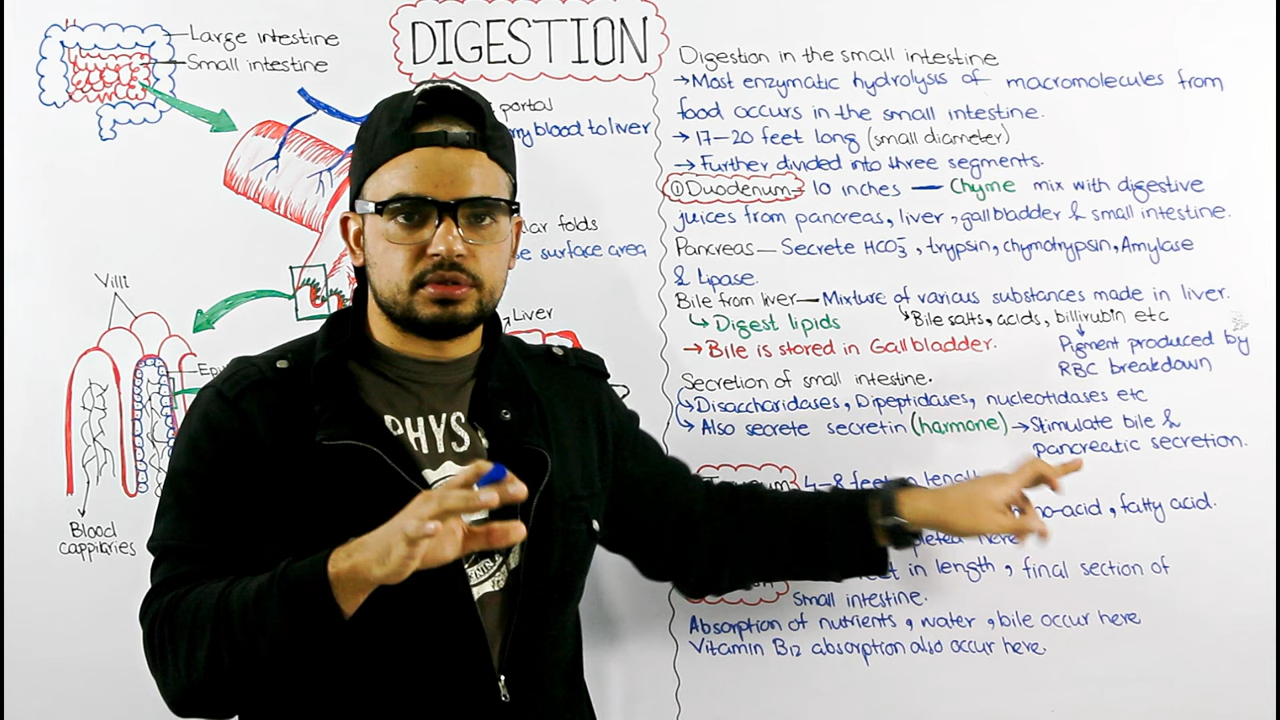 DIGESTION
Large intestine
Small intestine
portal
blood to liver
folds
surface area
Villi
Liver
Blood
cappilaries
PHYS
Digestion in the small intestine
→Most enzymatic hydrolysis of macromolecules from
food occurs in the small intestine.
→ 17-20 feet long (small diameter)
→ Further divided into three segments.
① Duodenum- 10 inches — Chyme mix with digestive
juices from pancreas, liver, gallbladder & small intestine.
Pancreas — Secrete HCO₃⁻, trypsin, chymotrypsin, Amylase
& Lipase.
Bile from liver — Mixture of various substances made in liver.
↳ Digest lipids
↳ Bile salts, acids, billirubin etc
→ Bile is stored in Gallbladder.
↓
Pigment produced by
RBC breakdown
Secretion of small intestine.
↳ Disaccharidases, Dipeptidases, nucleotidases etc
↳ Also secrete secretin (harmone) → Stimulate bile &
pancreatic secretion.
4-8 feet
acid, fatty acid.
here
in length, final section of
small intestine.
Absorption of nutrients, water, bile occur here
Vitamin B12 absorption also occur here.